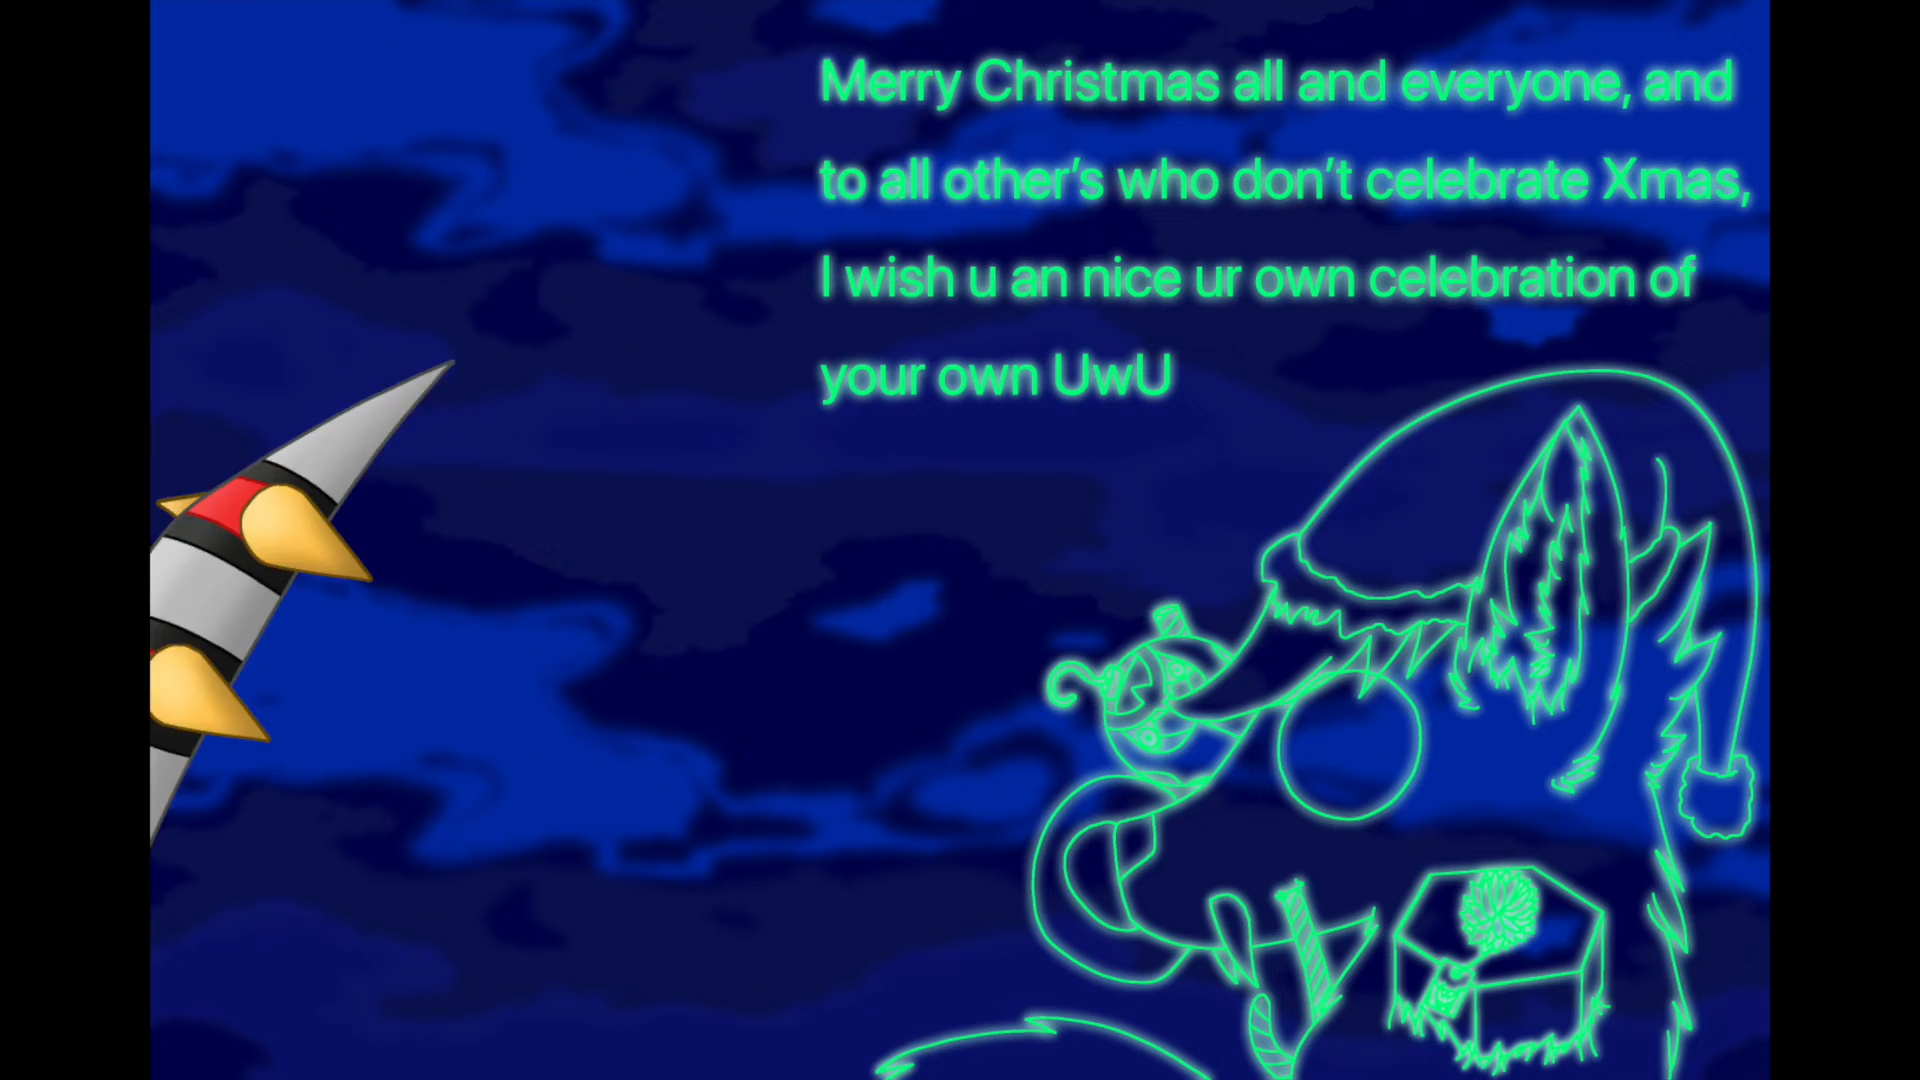 Merry Christmas all and everyone, and
to all other’s who don’t celebrate Xmas,
I wish u an nice ur own celebration of
your own UwU